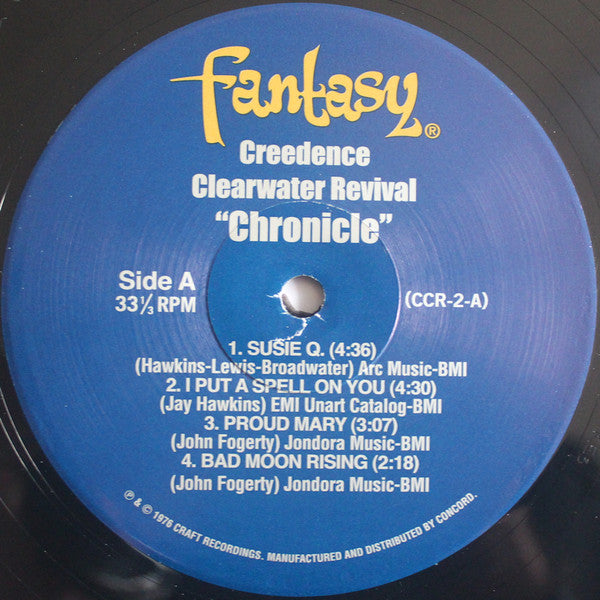 fantasy®
Creedence
Clearwater Revival
“Chronicle”
Side A
33⅓ RPM
(CCR-2-A)
1. SUSIE Q. (4:36)
(Hawkins-Lewis-Broadwater) Arc Music-BMI
2. I PUT A SPELL ON YOU (4:30)
(Jay Hawkins) EMI Unart Catalog-BMI
3. PROUD MARY (3:07)
(John Fogerty) Jondora Music-BMI
4. BAD MOON RISING (2:18)
(John Fogerty) Jondora Music-BMI
℗ & © 1976 CRAFT RECORDINGS. MANUFACTURED AND DISTRIBUTED BY CONCORD.